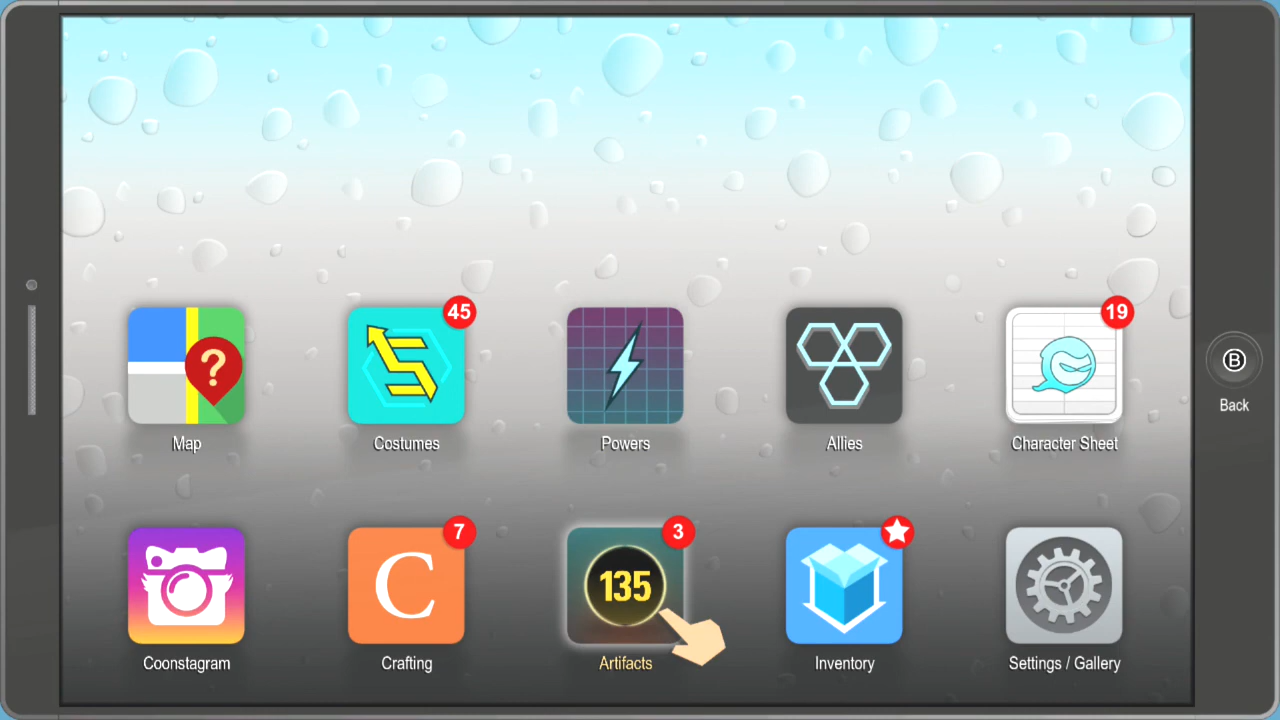 45
19
?
Map
Costumes
Powers
Allies
Character Sheet
B
Back
7
3
C
135
Coonstagram
Crafting
Artifacts
Inventory
Settings / Gallery